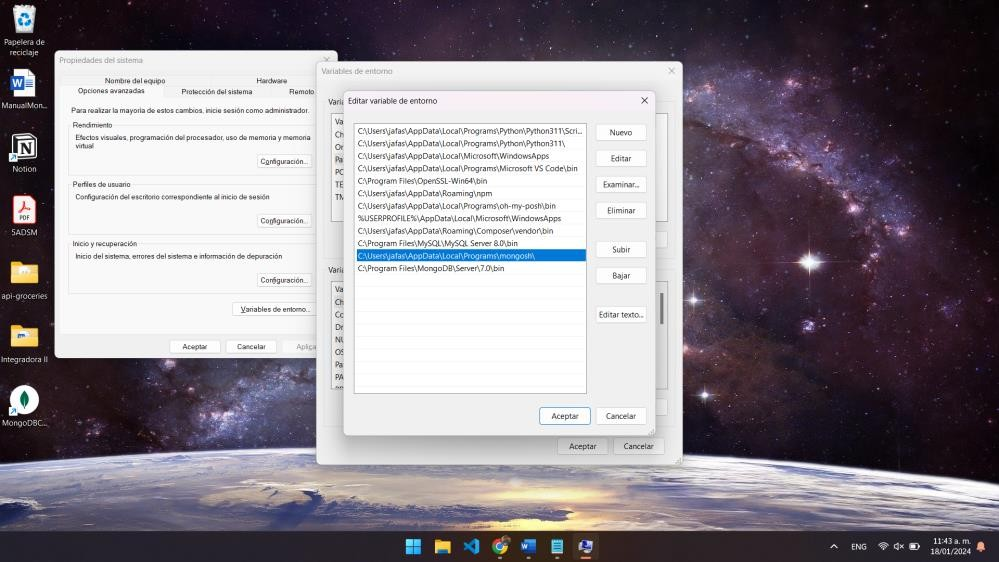 Papelera de
reciclaje
ManualMon...
Notion
5ADSM
api-groceries
Integradora II
MongoDBC...
Propiedades del sistema
Nombre del equipo
Hardware
Opciones avanzadas
Protección del sistema
Remoto
Para realizar la mayoría de estos cambios, inicie sesión como administrador.
Rendimiento
Efectos visuales, programación del procesador, uso de memoria y memoria
virtual
Configuración...
Perfiles de usuario
Configuración del escritorio correspondiente al inicio de sesión
Configuración...
Inicio y recuperación
Inicio del sistema, errores del sistema e información de depuración
Configuración...
Variables de entorno...
Aceptar
Cancelar
Aplica
Variables de entorno
Varia
Va
Ch
On
Pa
PC
TE
TM
Varia
Va
Ch
Co
Dr
NU
OS
Pa
PA
Aceptar
Cancelar
Editar variable de entorno
C:\Users\jafas\AppData\Local\Programs\Python\Python311\Scri...
C:\Users\jafas\AppData\Local\Programs\Python\Python311\
C:\Users\jafas\AppData\Local\Microsoft\WindowsApps
C:\Users\jafas\AppData\Local\Programs\Microsoft VS Code\bin
C:\Program Files\OpenSSL-Win64\bin
C:\Users\jafas\AppData\Roaming\npm
C:\Users\jafas\AppData\Local\Programs\oh-my-posh\bin
%USERPROFILE%\AppData\Local\Microsoft\WindowsApps
C:\Users\jafas\AppData\Roaming\Composer\vendor\bin
C:\Program Files\MySQL\MySQL Server 8.0\bin
C:\Users\jafas\AppData\Local\Programs\mongosh\
C:\Program Files\MongoDB\Server\7.0\bin
Nuevo
Editar
Examinar...
Eliminar
Subir
Bajar
Editar texto...
Aceptar
Cancelar
ENG
11:43 a. m.
18/01/2024